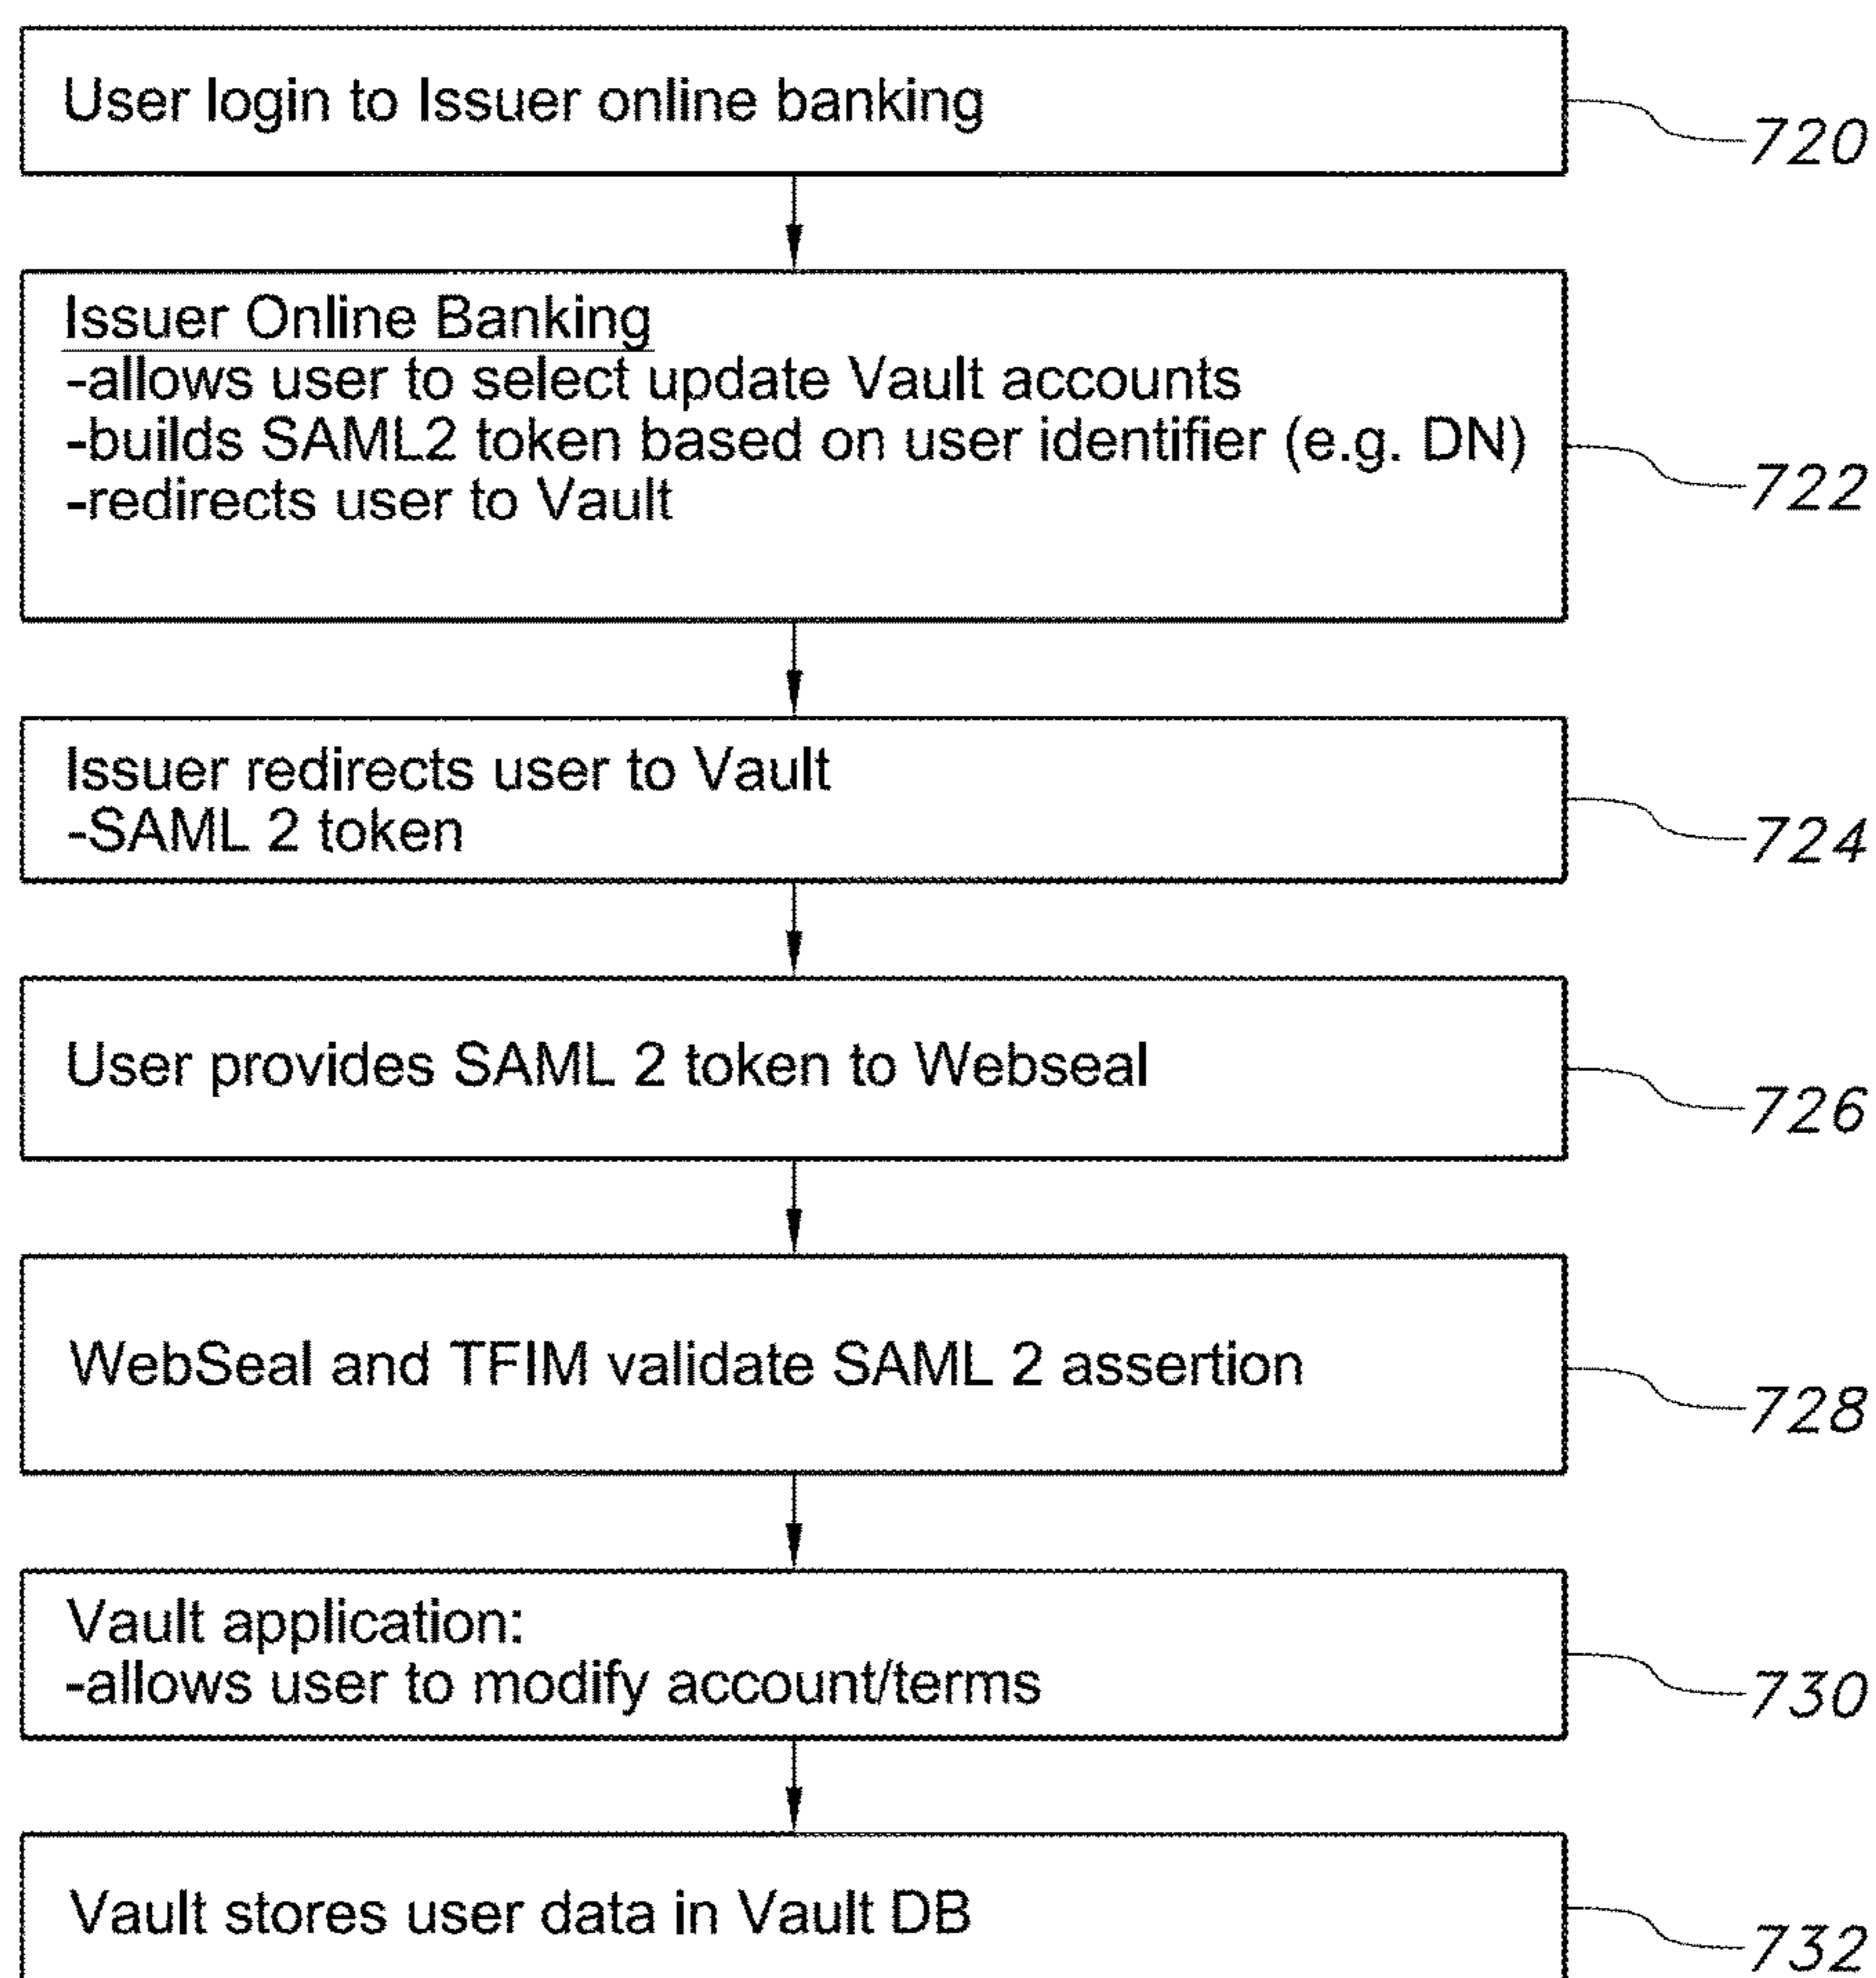 User login to Issuer online banking
720
Issuer Online Banking
-allows user to select update Vault accounts
-builds SAML2 token based on user identifier (e.g. DN)
-redirects user to Vault
722
Issuer redirects user to Vault
-SAML 2 token
724
User provides SAML 2 token to Webseal
726
WebSeal and TFIM validate SAML 2 assertion
728
Vault application:
-allows user to modify account/terms
730
Vault stores user data in Vault DB
732